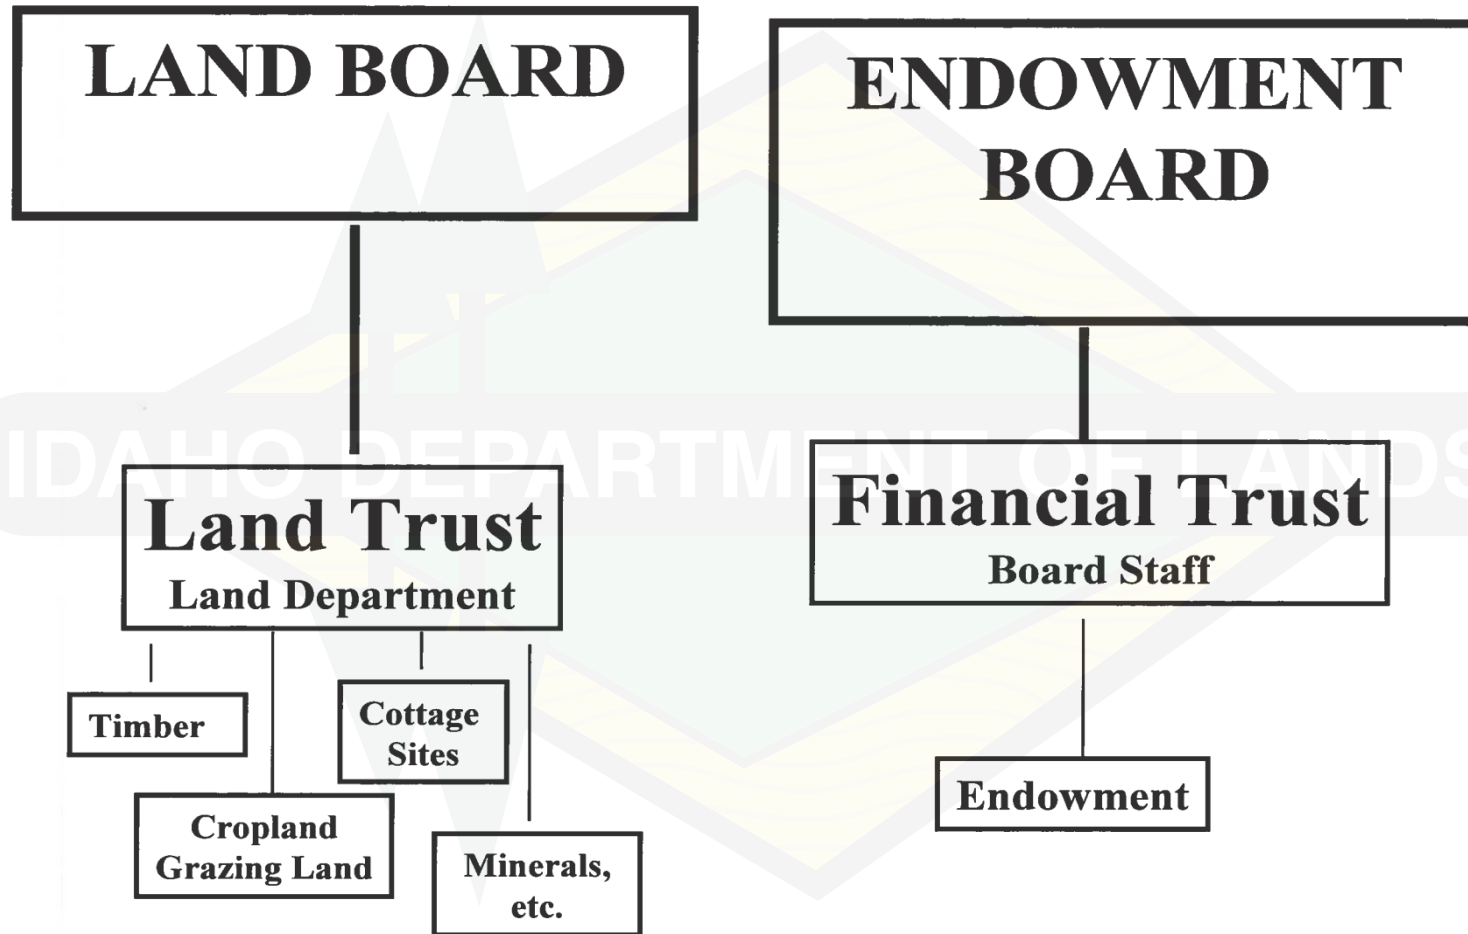 LAND BOARD
ENDOWMENT
BOARD
IDAHO DEPARTMENT OF LANDS
Land Trust
Land Department
Financial Trust
Board Staff
Timber
Cottage
Sites
Cropland
Grazing Land
Minerals,
etc.
Endowment